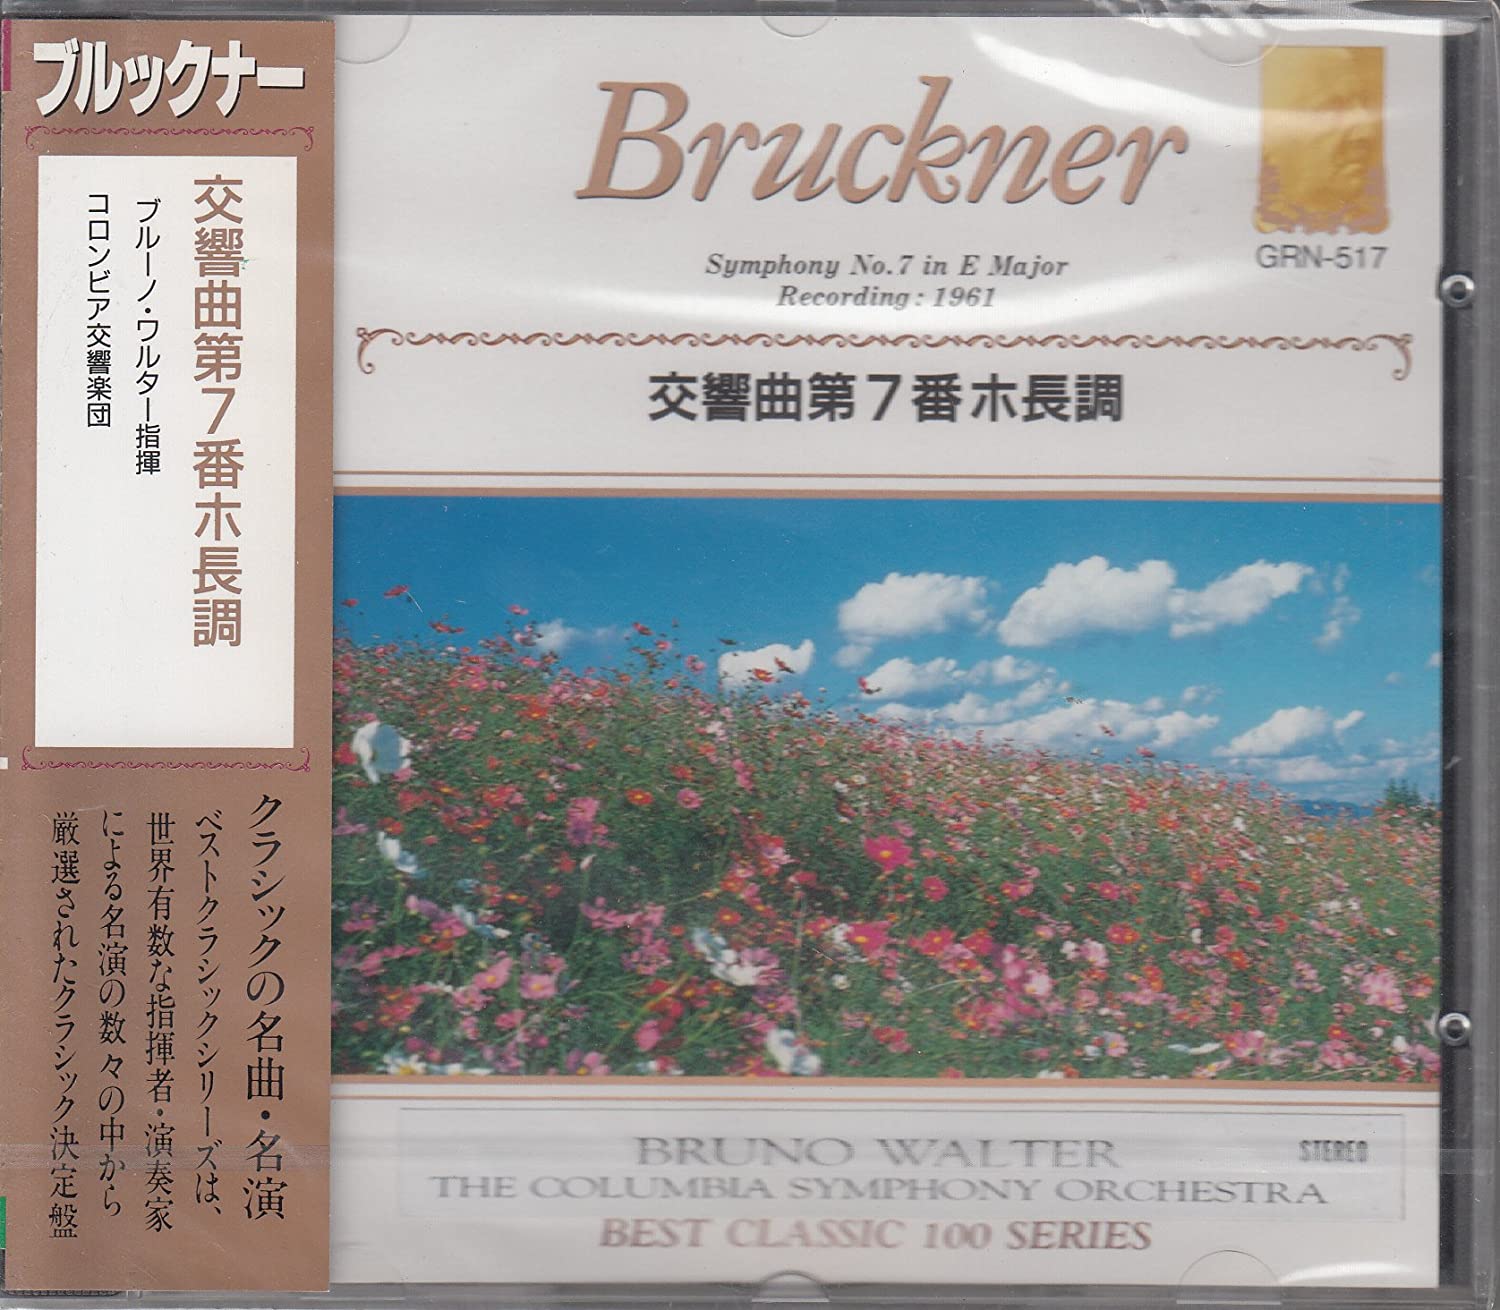 ブルックナー
交響曲第7番ホ長調
ブルーノ・ワルター指揮
コロンビア交響楽団
クラシックの名曲・名演
ベストクラシックシリーズは、
世界有数な指揮者・演奏家
による名演の数々の中から
厳選されたクラシック決定盤
Bruckner
GRN-517
Symphony No.7 in E Major
Recording : 1961
交響曲第7番ホ長調
BRUNO WALTER
STEREO
THE COLUMBIA SYMPHONY ORCHESTRA
BEST CLASSIC 100 SERIES